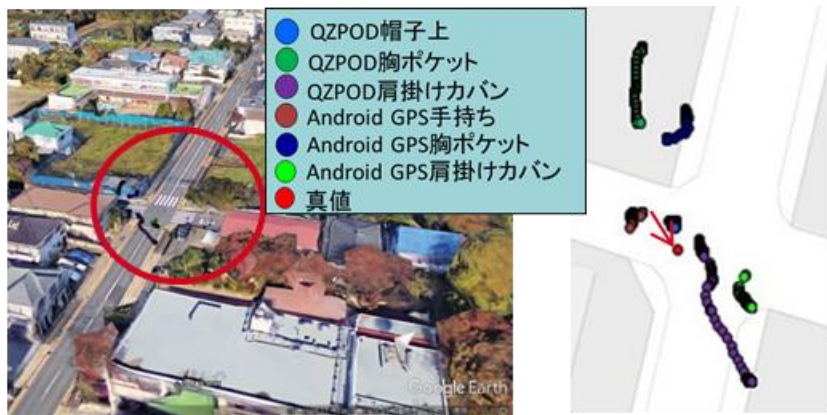 QZPOD帽子上
QZPOD胸ポケット
QZPOD肩掛けカバン
Android GPS手持ち
Android GPS胸ポケット
Android GPS肩掛けカバン
真値
Google Earth